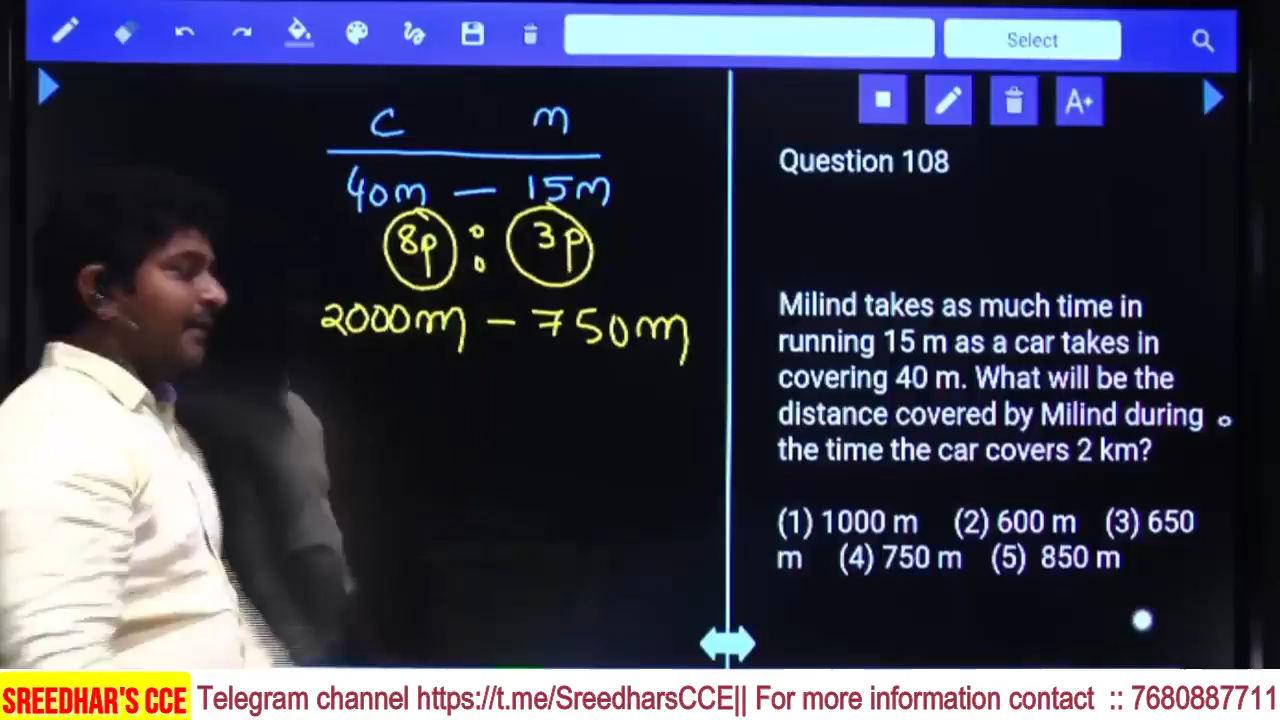 Select
A+
C m
40m — 15m
8p : 3p
2000m — 750m
Question 108
Milind takes as much time in
running 15 m as a car takes in
covering 40 m. What will be the
distance covered by Milind during
the time the car covers 2 km?
(1) 1000 m (2) 600 m (3) 650
m (4) 750 m (5) 850 m
SREEDHAR'S CCE Telegram channel https://t.me/SreedharsCCE|| For more information contact :: 7680887711